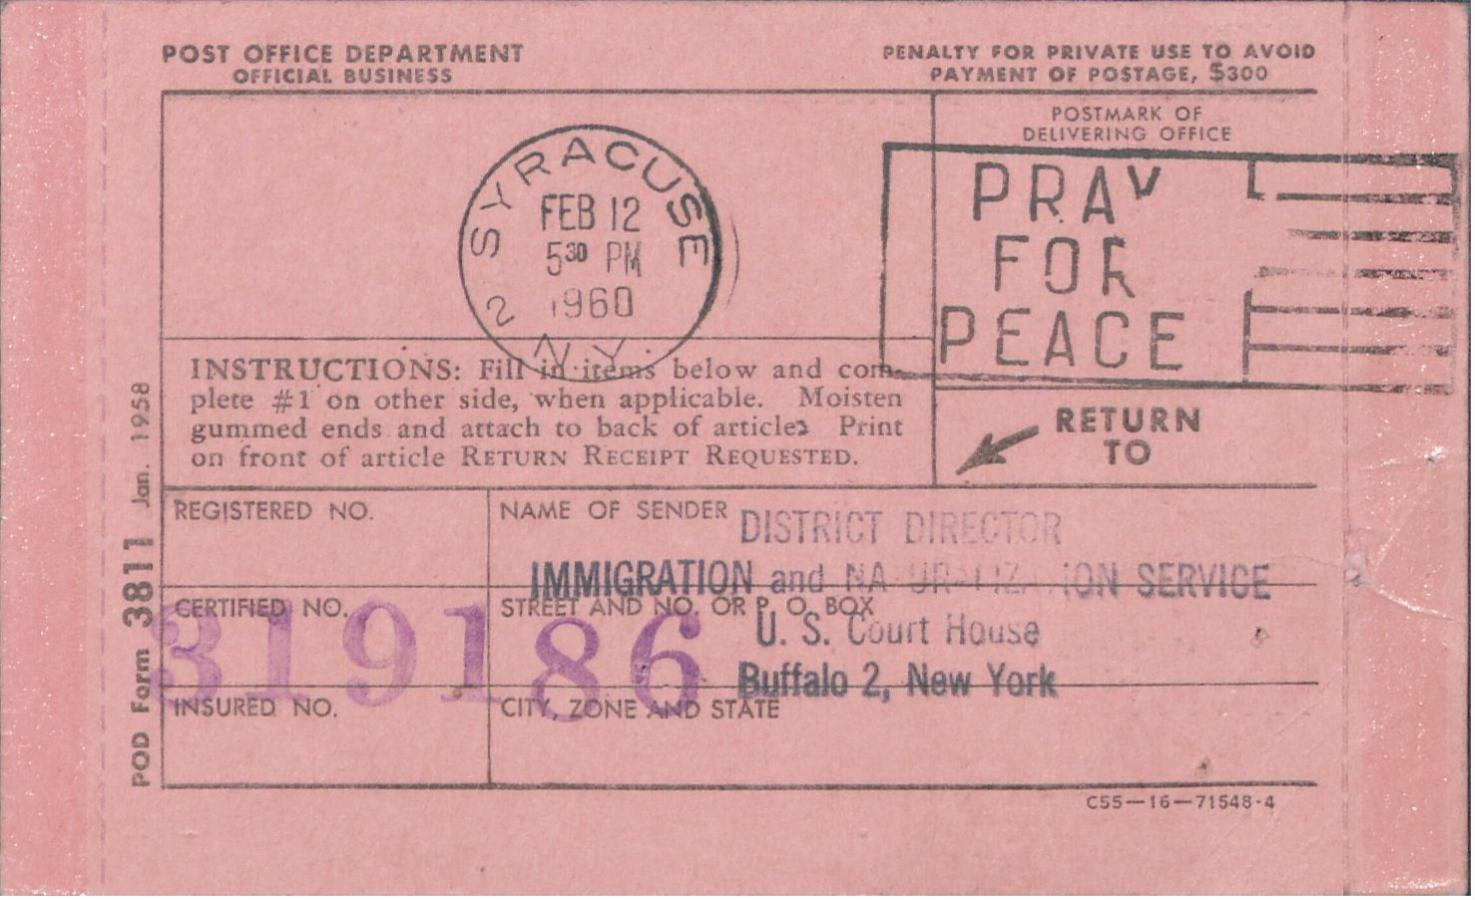 POST OFFICE DEPARTMENT
OFFICIAL BUSINESS
PENALTY FOR PRIVATE USE TO AVOID
PAYMENT OF POSTAGE, $300
POSTMARK OF
DELIVERING OFFICE
SYRACUSE
FEB 12
5 30 PM
1960
2 N.Y.
PRAY
FOR
PEACE
INSTRUCTIONS: Fill in items below and com-
plete #1 on other side, when applicable. Moisten
gummed ends and attach to back of article. Print
on front of article RETURN RECEIPT REQUESTED.
RETURN
TO
REGISTERED NO.
NAME OF SENDER
DISTRICT DIRECTOR
IMMIGRATION and NATURALIZATION SERVICE
CERTIFIED NO.
STREET AND NO. OR P. O. BOX
319186
U. S. Court House
Buffalo 2, New York
INSURED NO.
CITY, ZONE AND STATE
POD Form 3811 Jan. 1958
C55—16—71548-4